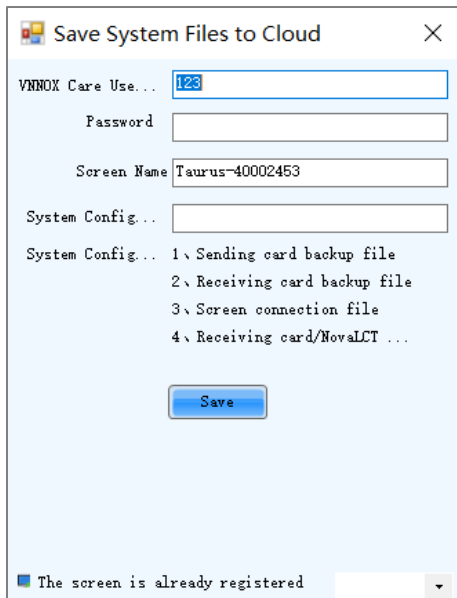 Save System Files to Cloud
VNNOX Care Use... 123
Password
Screen Name Taurus-40002453
System Config...
System Config... 1、Sending card backup file
2、Receiving card backup file
3、Screen connection file
4、Receiving card/NovaLCT ...
Save
The screen is already registered